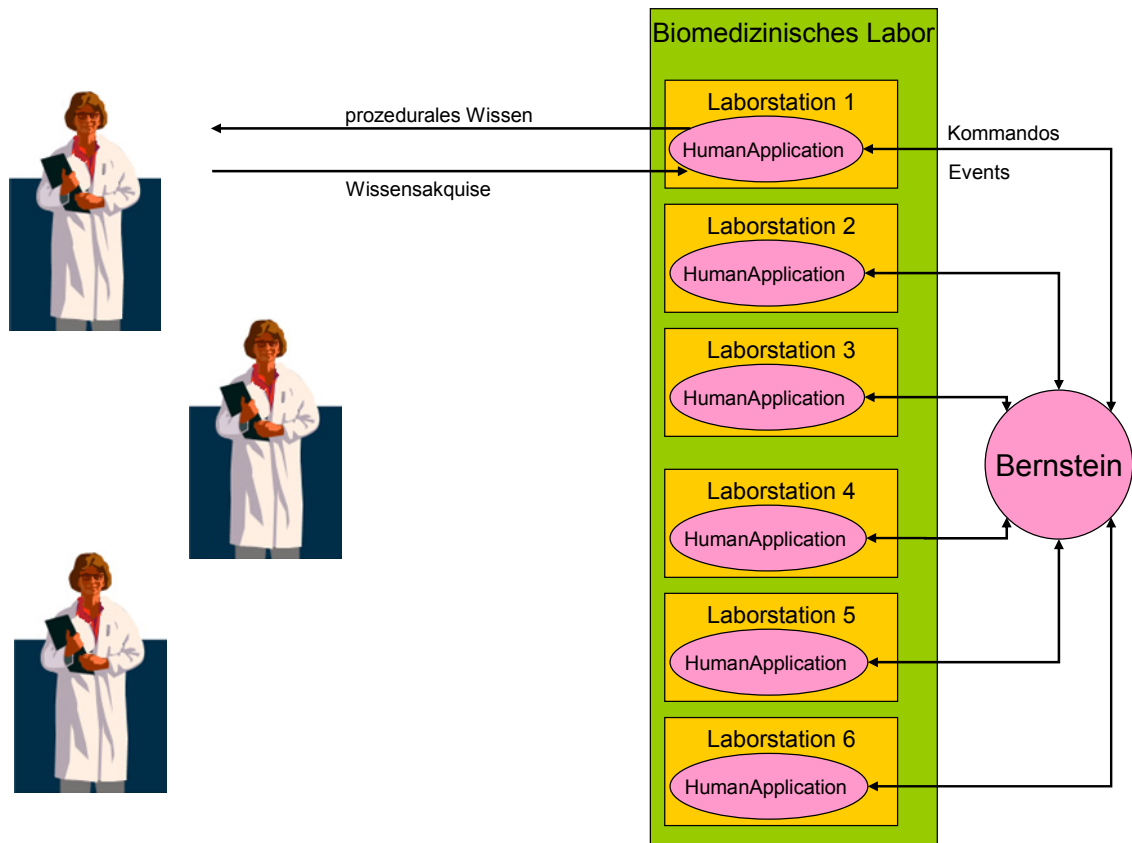 Biomedizinisches Labor
Laborstation 1
HumanApplication
prozedurales Wissen
Wissensakquise
Kommandos
Events
Laborstation 2
HumanApplication
Laborstation 3
HumanApplication
Bernstein
Laborstation 4
HumanApplication
Laborstation 5
HumanApplication
Laborstation 6
HumanApplication